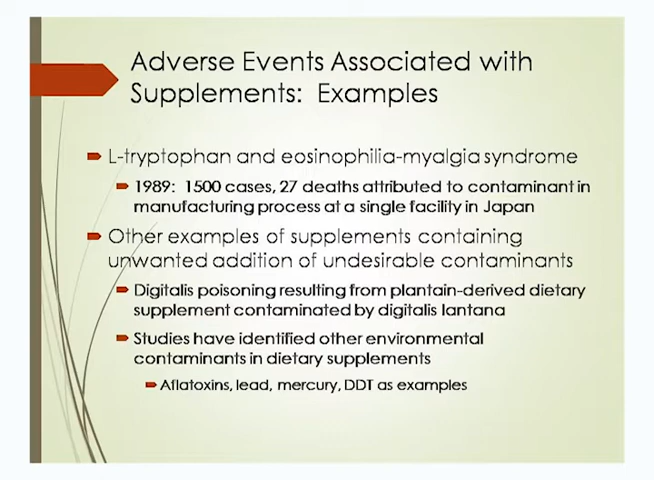 Adverse Events Associated with
Supplements: Examples
L-tryptophan and eosinophilia-myalgia syndrome
1989: 1500 cases, 27 deaths attributed to contaminant in
manufacturing process at a single facility in Japan
Other examples of supplements containing
unwanted addition of undesirable contaminants
Digitalis poisoning resulting from plantain-derived dietary
supplement contaminated by digitalis lantana
Studies have identified other environmental
contaminants in dietary supplements
Aflatoxins, lead, mercury, DDT as examples